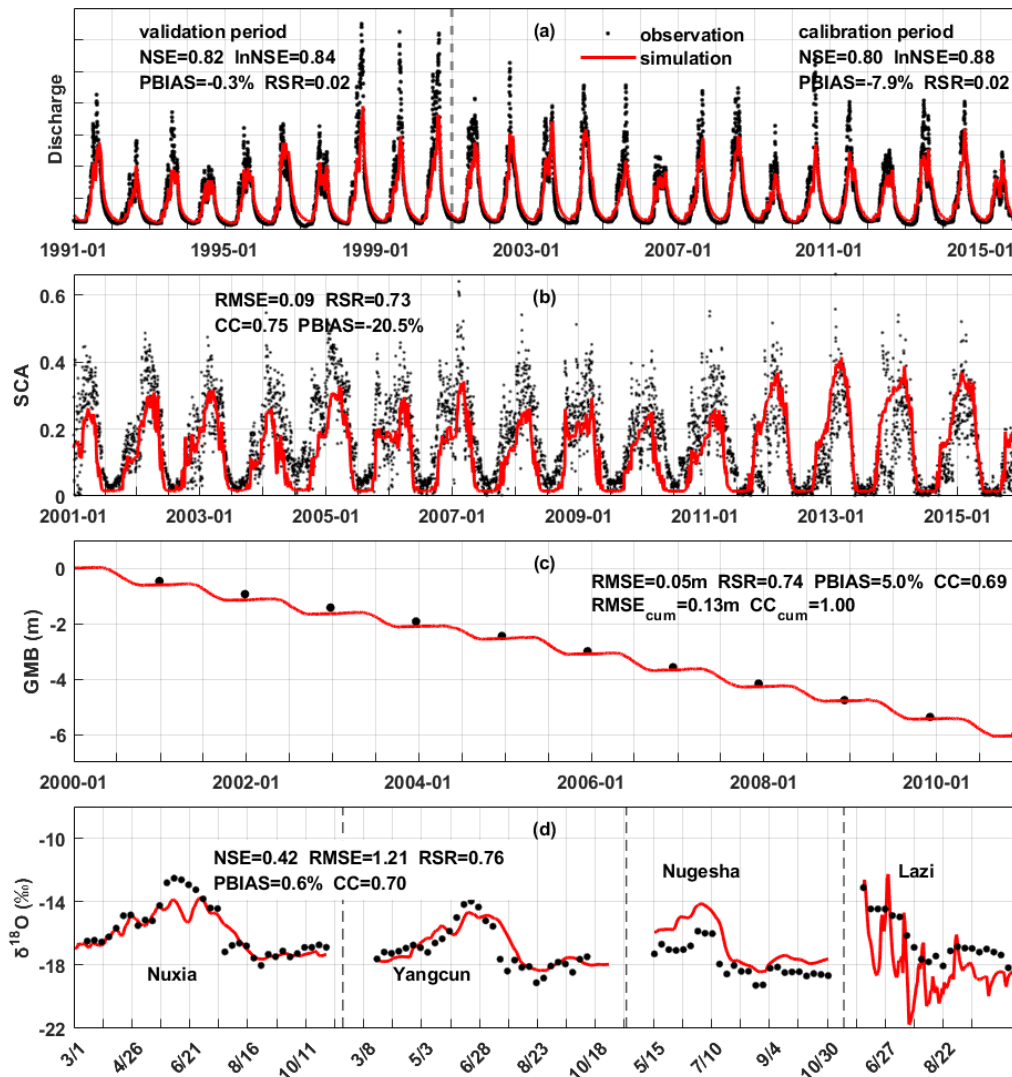 validation period
NSE=0.82 lnNSE=0.84
PBIAS=-0.3% RSR=0.02
(a)
observation
simulation
calibration period
NSE=0.80 lnNSE=0.88
PBIAS=-7.9% RSR=0.02
Discharge
1991-01 1995-01 1999-01 2003-01 2007-01 2011-01 2015-01
(b)
RMSE=0.09 RSR=0.73
CC=0.75 PBIAS=-20.5%
SCA
0.6
0.4
0.2
0
2001-01 2003-01 2005-01 2007-01 2009-01 2011-01 2013-01 2015-01
(c)
RMSE=0.05m RSR=0.74 PBIAS=5.0% CC=0.69
RMSEcum=0.13m CCcum=1.00
GMB (m)
0
-2
-4
-6
2000-01 2002-01 2004-01 2006-01 2008-01 2010-01
(d)
NSE=0.42 RMSE=1.21 RSR=0.76
PBIAS=0.6% CC=0.70
δ18O (‰)
-10
-14
-18
-22
Nuxia
Yangcun
Nugesha
Lazi
3/1 4/26 6/21 8/16 10/11 3/8 5/3 6/28 8/23 10/18 5/15 7/10 9/4 10/30 6/27 8/22